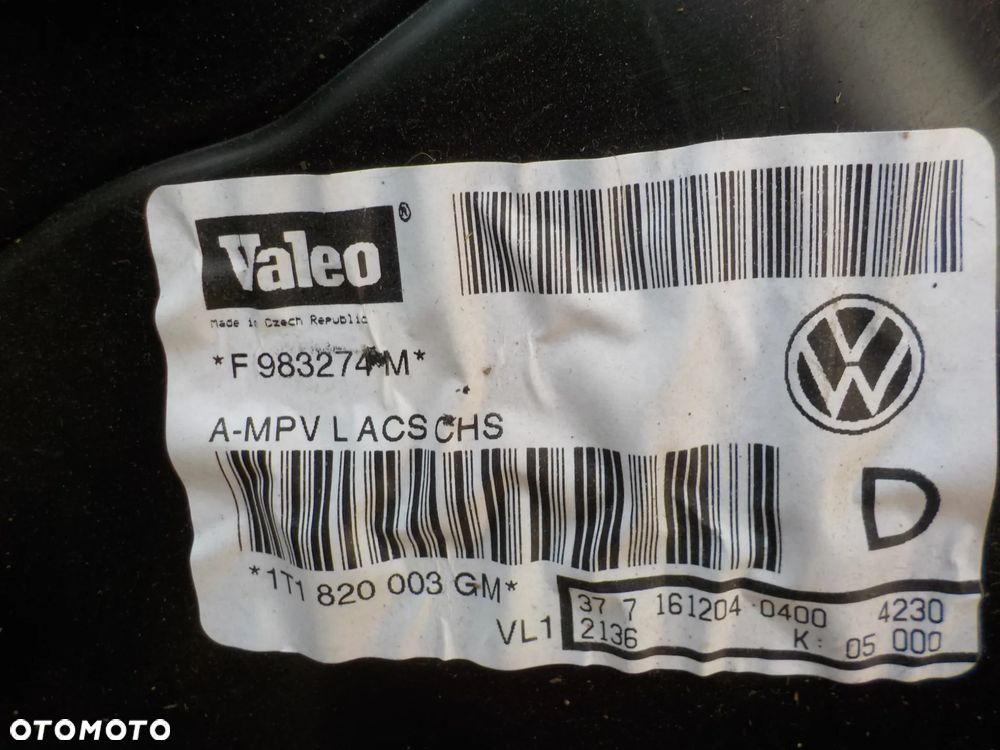 Valeo®
Made in Czech Republic
*F 983274 M*
A-MPV LACSCHS
D
*1T1 820 003 GM*
VL1
37 7 161204 0400 4230
2136 K: 05 000
OTOMOTO